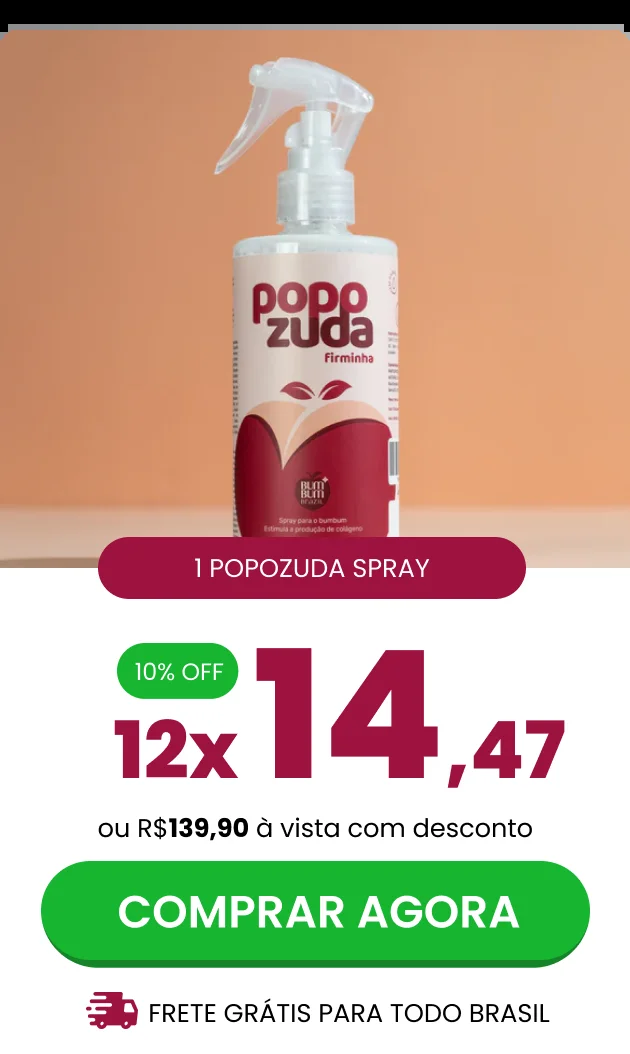 popo
zuda
Firminha
BUM
BUM
BRAZIL
Spray para o bumbum
Estimula a produção de colágeno
1 POPOZUDA SPRAY
10% OFF
12x 14,47
ou R$139,90 à vista com desconto
COMPRAR AGORA
FRETE GRÁTIS PARA TODO BRASIL